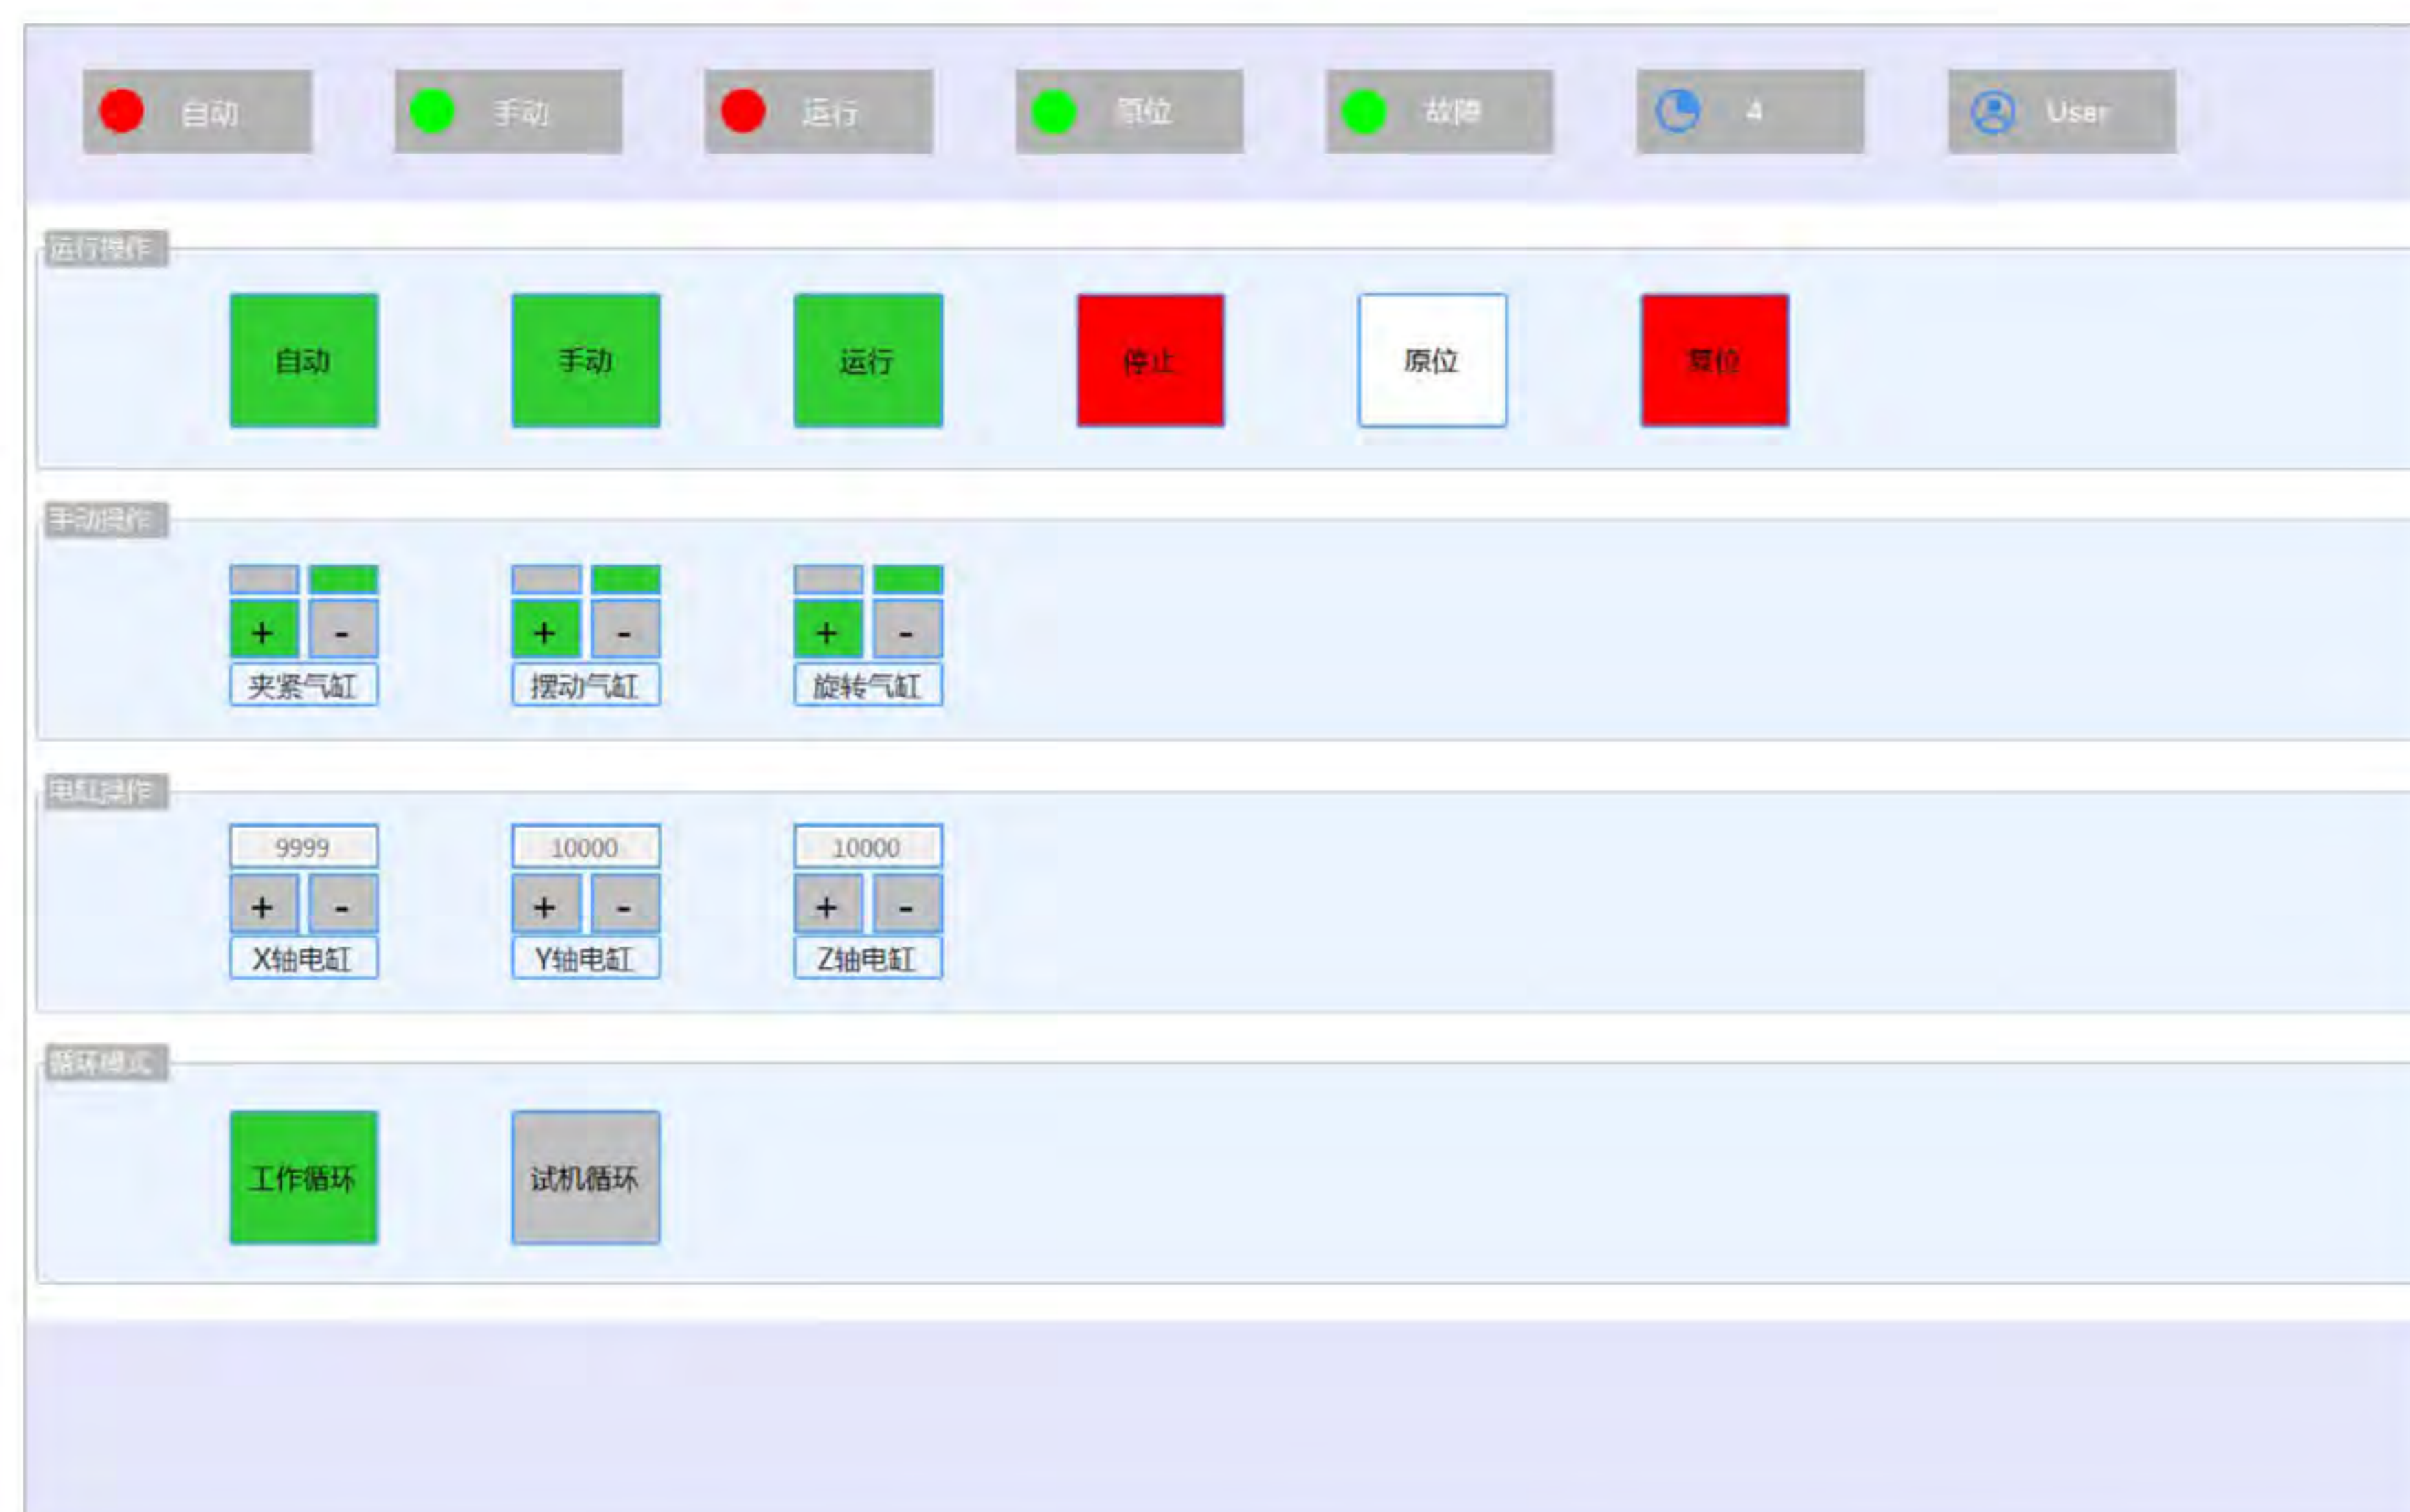 自动 手动 运行 原位 故障 4 User
运行操作
自动 手动 运行 停止 原位 复位
手动操作
+ - + - + -
夹紧气缸 摆动气缸 旋转气缸
电缸操作
9999 10000 10000
+ - + - + -
X轴电缸 Y轴电缸 Z轴电缸
循环模式
工作循环 试机循环